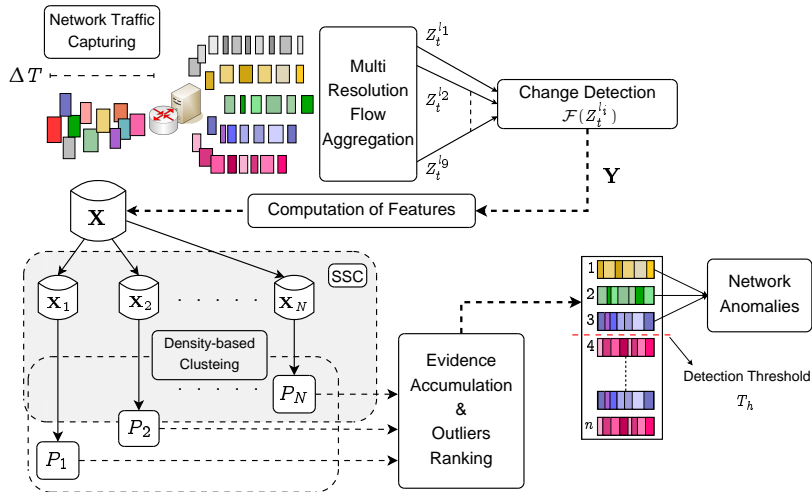 Network Traffic
Capturing
Δ T
Multi
Resolution
Flow
Aggregation
Z_t^{l_1}
Z_t^{l_2}
Z_t^{l_9}
Change Detection
ℱ(Z_t^{l_i})
Y
Computation of Features
X
SSC
x_1
x_2
. . . . .
x_N
Density-based
Clusteing
. . . . .
P_N
P_2
P_1
Evidence
Accumulation
&
Outliers
Ranking
1
2
3
4
n
Network
Anomalies
Detection Threshold
T_h